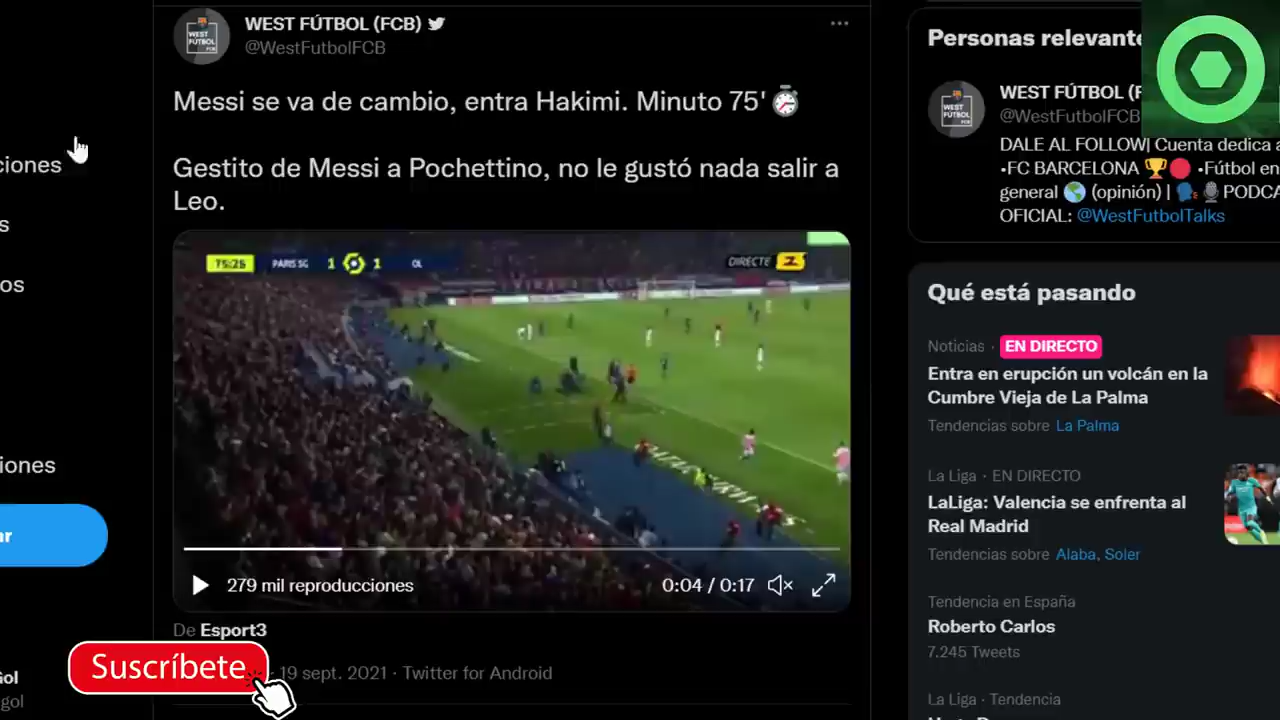 WEST FÚTBOL (FCB)
@WestFutbolFCB
Messi se va de cambio, entra Hakimi. Minuto 75'
Gestito de Messi a Pochettino, no le gustó nada salir a
Leo.
75:25 PARIS SG 1 1 OL
DIRECTE
279 mil reproducciones
0:04 / 0:17
De Esport3
19 sept. 2021 · Twitter for Android
Suscríbete
ciones
s
os
iones
ar
Gol
gol
Personas relevante
WEST FÚTBOL (F
@WestFutbolFCB
DALE AL FOLLOW| Cuenta dedica a
•FC BARCELONA •Fútbol en
general (opinión) | PODCA
OFICIAL: @WestFutbolTalks
Qué está pasando
Noticias · EN DIRECTO
Entra en erupción un volcán en la
Cumbre Vieja de La Palma
Tendencias sobre La Palma
La Liga · EN DIRECTO
LaLiga: Valencia se enfrenta al
Real Madrid
Tendencias sobre Alaba, Soler
Tendencia en España
Roberto Carlos
7.245 Tweets
La Liga · Tendencia